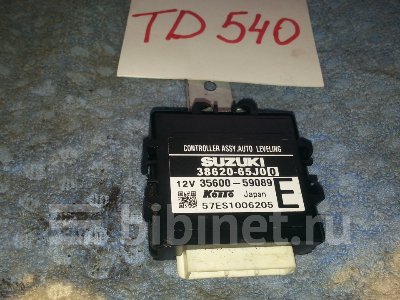 TD 540
CONTROLLER ASSY.AUTO LEVELING
SUZUKI
38620-65J00
12V 35600-59089
E
KOITO Japan
57ES1006205
bibinet.ru